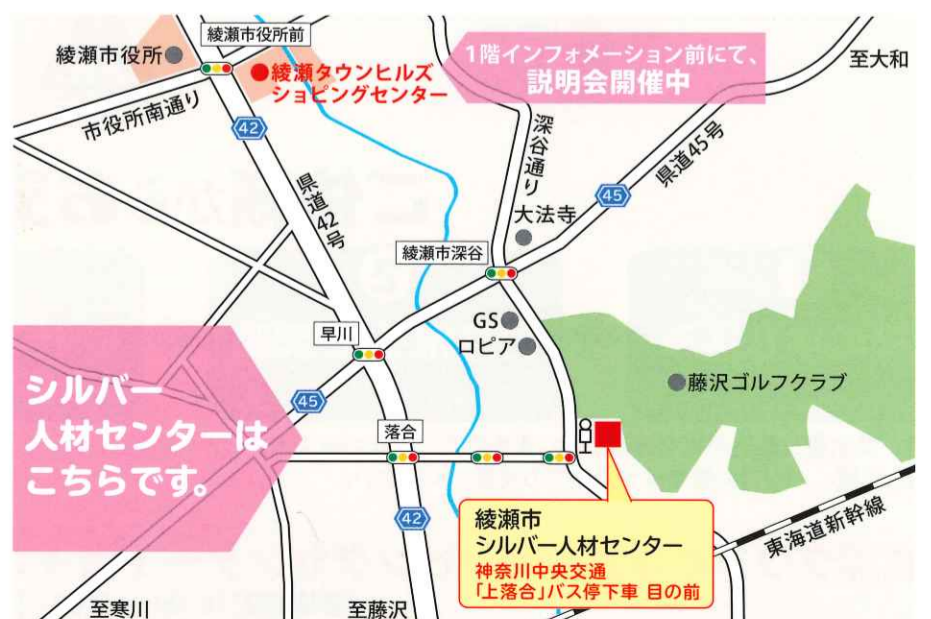 綾瀬市役所
綾瀬市役所前
綾瀬タウンヒルズ
ショピングセンター
1階インフォメーション前にて、
説明会開催中
至大和
市役所南通り
42
県道42号
深谷通り
県道45号
45
大法寺
綾瀬市深谷
GS
ロピア
早川
藤沢ゴルフクラブ
シルバー
人材センターは
こちらです。
45
落合
42
綾瀬市
シルバー人材センター
神奈川中央交通
「上落合」バス停下車 目の前
東海道新幹線
至寒川
至藤沢